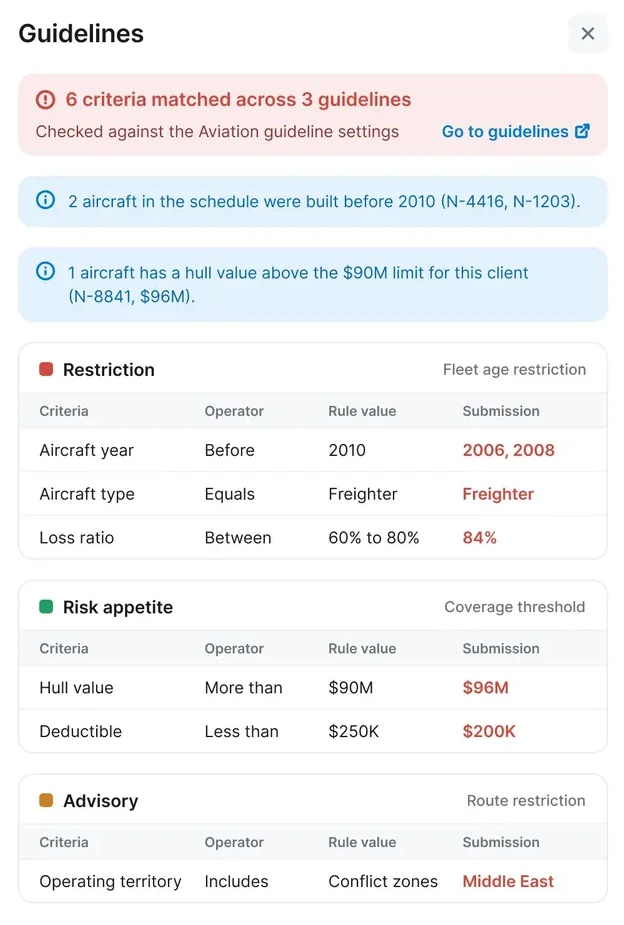 Guidelines
6 criteria matched across 3 guidelines
Checked against the Aviation guideline settings Go to guidelines
2 aircraft in the schedule were built before 2010 (N-4416, N-1203).
1 aircraft has a hull value above the $90M limit for this client
(N-8841, $96M).
Restriction Fleet age restriction
Criteria Operator Rule value Submission
Aircraft year Before 2010 2006, 2008
Aircraft type Equals Freighter Freighter
Loss ratio Between 60% to 80% 84%
Risk appetite Coverage threshold
Criteria Operator Rule value Submission
Hull value More than $90M $96M
Deductible Less than $250K $200K
Advisory Route restriction
Criteria Operator Rule value Submission
Operating territory Includes Conflict zones Middle East